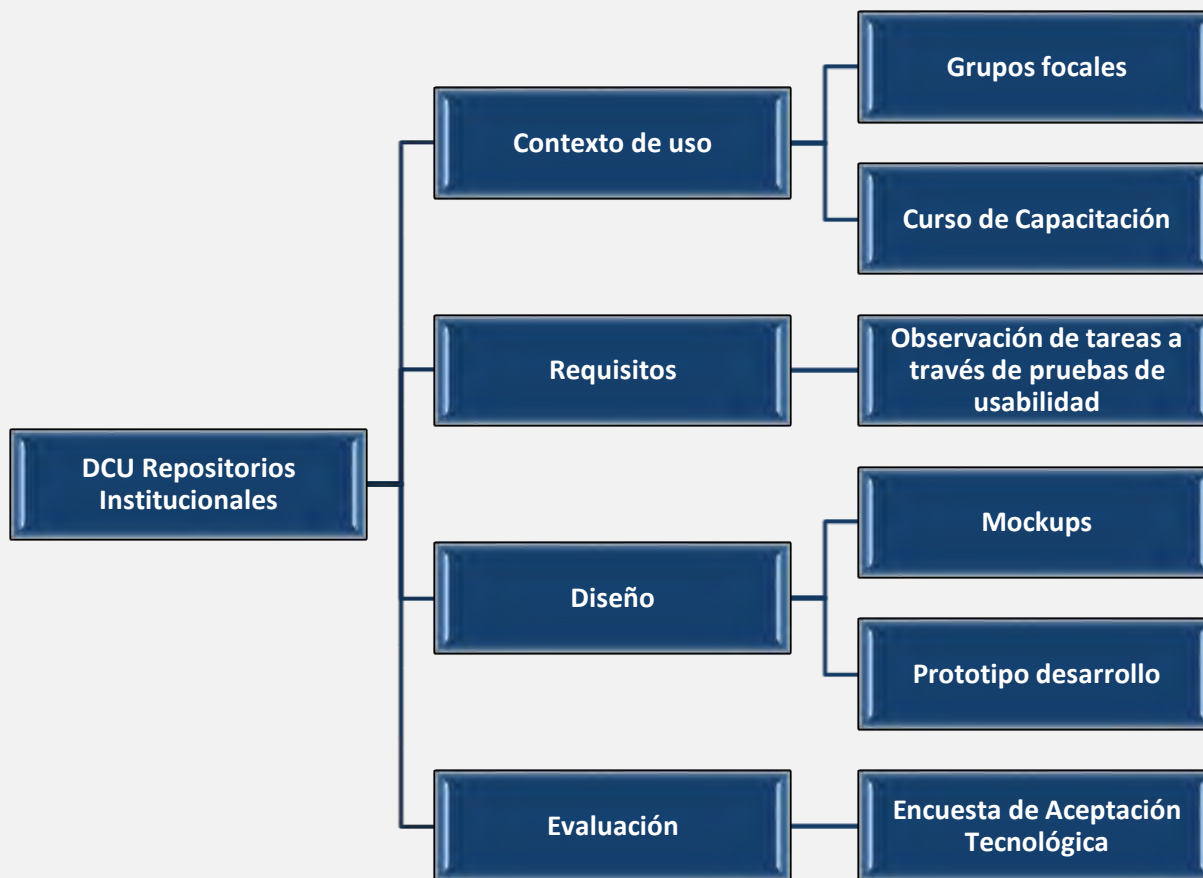 DCU Repositorios
Institucionales
Contexto de uso
Grupos focales
Curso de Capacitación
Requisitos
Observación de tareas a
través de pruebas de
usabilidad
Diseño
Mockups
Prototipo desarrollo
Evaluación
Encuesta de Aceptación
Tecnológica